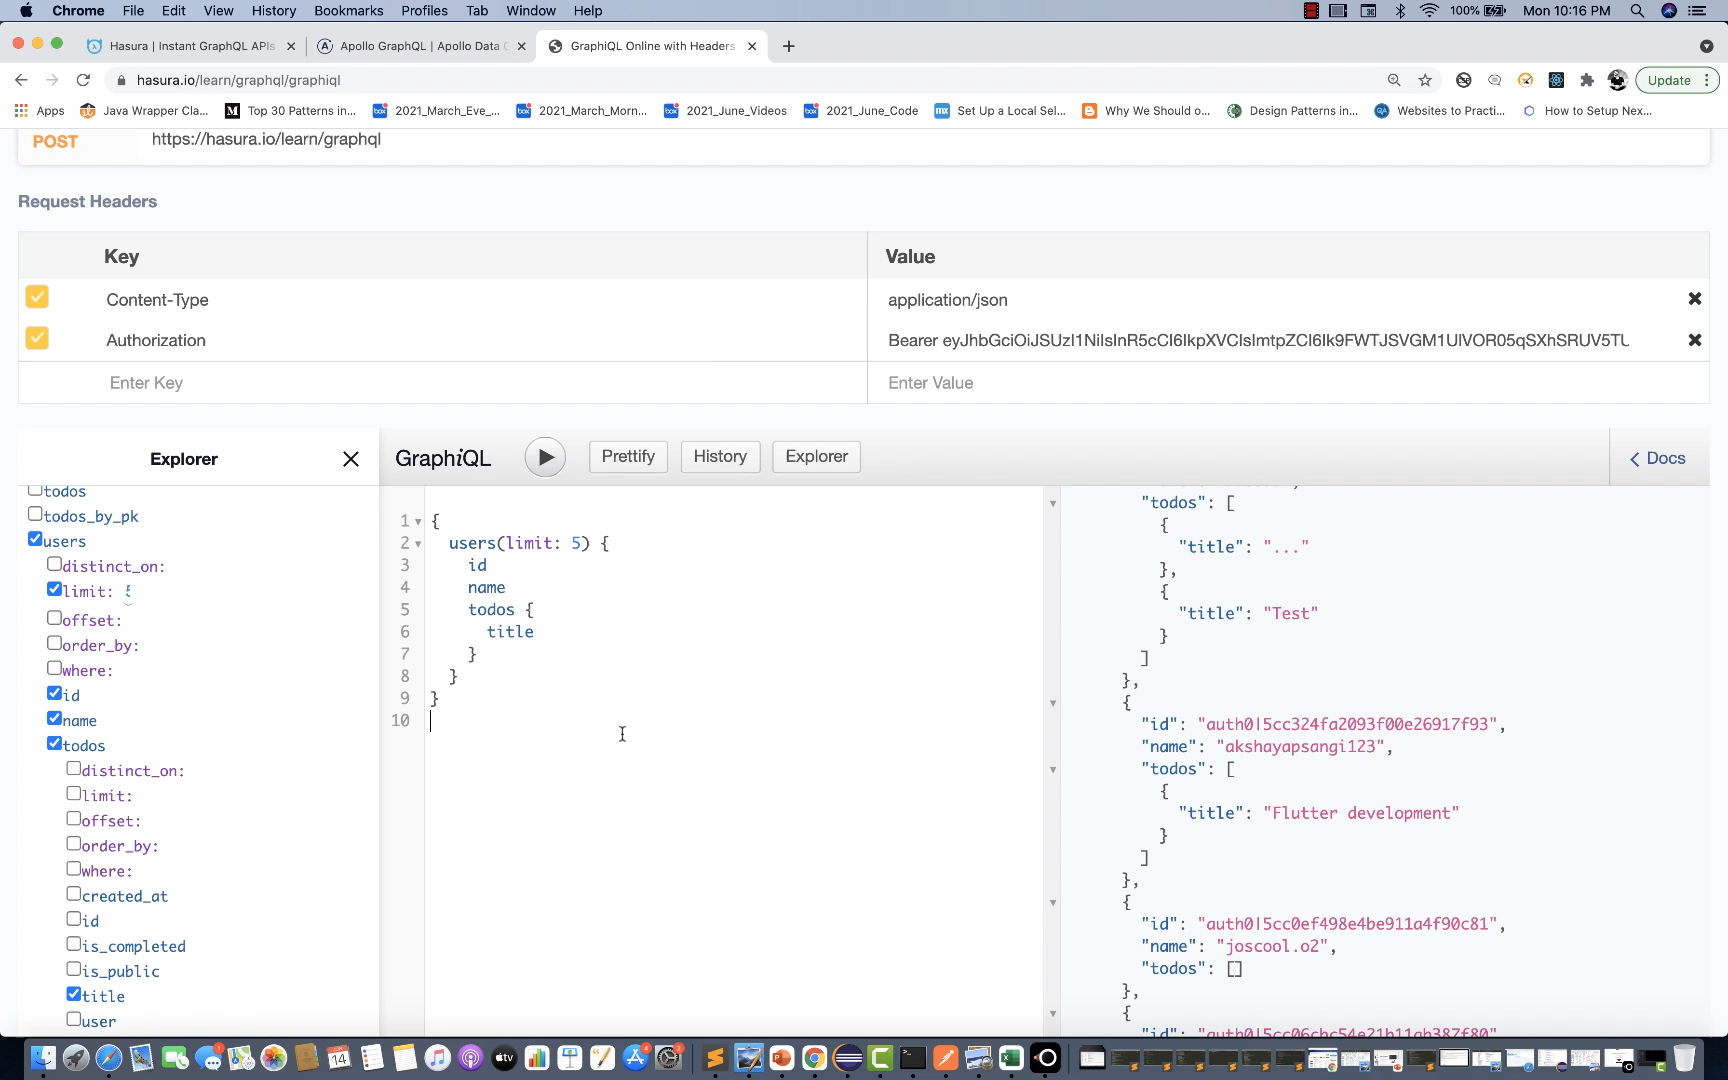 Chrome File Edit View History Bookmarks Profiles Tab Window Help 100% Mon 10:16 PM
Hasura | Instant GraphQL APIs Apollo GraphQL | Apollo Data GraphiQL Online with Headers
hasura.io/learn/graphql/graphiql Update
Apps Java Wrapper Cla... Top 30 Patterns in... 2021_March_Eve_... 2021_March_Morn... 2021_June_Videos 2021_June_Code Set Up a Local Sel... Why We Should o... Design Patterns in... Websites to Practi... How to Setup Nex...
POST https://hasura.io/learn/graphql
Request Headers
Key Value
Content-Type application/json
Authorization
Enter Key Enter Value
Explorer GraphiQL Prettify History Explorer Docs
todos
todos_by_pk
users
distinct_on:
limit: 5
offset:
order_by:
where:
id
name
todos
distinct_on:
limit:
offset:
order_by:
where:
created_at
id
is_completed
is_public
title
user
1 {
2 users(limit: 5) {
3 id
4 name
5 todos {
6 title
7 }
8 }
9 }
10
"todos": [
{
"title": "..."
},
{
"title": "Test"
}
]
},
{
"id": "auth0|5cc324fa2093f00e26917f93",
"name": "akshayapsangi123",
"todos": [
{
"title": "Flutter development"
}
]
},
{
"id": "auth0|5cc0ef498e4be911a4f90c81",
"name": "joscool.o2",
"todos": []
},
{